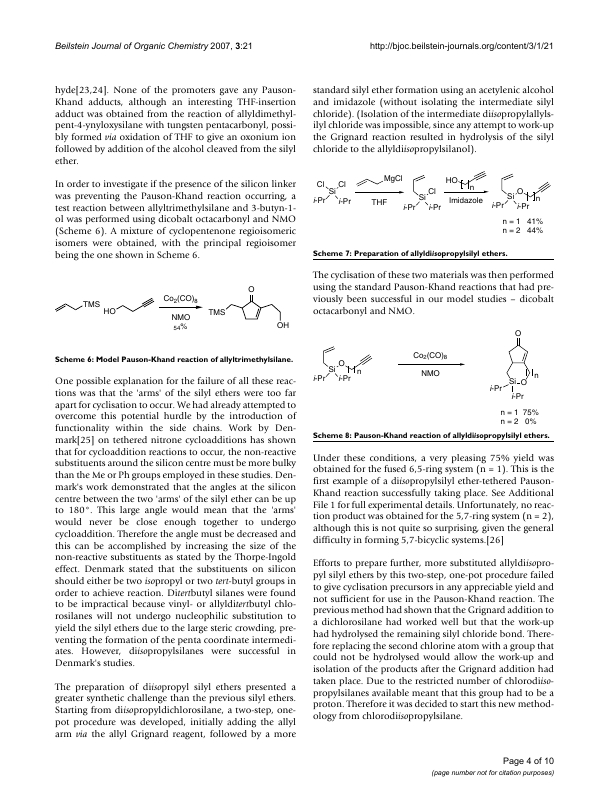 Beilstein Journal of Organic Chemistry 2007, 3:21
http://bjoc.beilstein-journals.org/content/3/1/21
hyde[23,24]. None of the promoters gave any Pauson-
Khand adducts, although an interesting THF-insertion
adduct was obtained from the reaction of allyldimethyl-
pent-4-ynyloxysilane with tungsten pentacarbonyl, possi-
bly formed via oxidation of THF to give an oxonium ion
followed by addition of the alcohol cleaved from the silyl
ether.
In order to investigate if the presence of the silicon linker
was preventing the Pauson-Khand reaction occurring, a
test reaction between allyltrimethylsilane and 3-butyn-1-
ol was performed using dicobalt octacarbonyl and NMO
(Scheme 6). A mixture of cyclopentenone regioisomeric
isomers were obtained, with the principal regioisomer
being the one shown in Scheme 6.
TMS
HO
Co2(CO)8
NMO
54%
TMS
O
OH
Scheme 6: Model Pauson-Khand reaction of allyltrimethylsilane.
One possible explanation for the failure of all these reac-
tions was that the 'arms' of the silyl ethers were too far
apart for cyclisation to occur. We had already attempted to
overcome this potential hurdle by the introduction of
functionality within the side chains. Work by Den-
mark[25] on tethered nitrone cycloadditions has shown
that for cycloaddition reactions to occur, the non-reactive
substituents around the silicon centre must be more bulky
than the Me or Ph groups employed in these studies. Den-
mark's work demonstrated that the angles at the silicon
centre between the two 'arms' of the silyl ether can be up
to 180°. This large angle would mean that the 'arms'
would never be close enough together to undergo
cycloaddition. Therefore the angle must be decreased and
this can be accomplished by increasing the size of the
non-reactive substituents as stated by the Thorpe-Ingold
effect. Denmark stated that the substituents on silicon
should either be two isopropyl or two tert-butyl groups in
order to achieve reaction. Ditertbutyl silanes were found
to be impractical because vinyl- or allylditertbutyl chlo-
rosilanes will not undergo nucleophilic substitution to
yield the silyl ethers due to the large steric crowding, pre-
venting the formation of the penta coordinate intermedi-
ates. However, diisopropylsilanes were successful in
Denmark's studies.
The preparation of diisopropyl silyl ethers presented a
greater synthetic challenge than the previous silyl ethers.
Starting from diisopropyldichlorosilane, a two-step, one-
pot procedure was developed, initially adding the allyl
arm via the allyl Grignard reagent, followed by a more
standard silyl ether formation using an acetylenic alcohol
and imidazole (without isolating the intermediate silyl
chloride). (Isolation of the intermediate diisopropylallyls-
ilyl chloride was impossible, since any attempt to work-up
the Grignard reaction resulted in hydrolysis of the silyl
chloride to the allyldiisopropylsilanol).
Cl Cl
Si
i-Pr i-Pr
MgCl
THF
Si Cl
i-Pr i-Pr
HO n
Imidazole
Si O n
i-Pr i-Pr
n = 1 41%
n = 2 44%
Scheme 7: Preparation of allyldiisopropylsilyl ethers.
The cyclisation of these two materials was then performed
using the standard Pauson-Khand reactions that had pre-
viously been successful in our model studies – dicobalt
octacarbonyl and NMO.
Si O n
i-Pr i-Pr
Co2(CO)8
NMO
O
Si O n
i-Pr
i-Pr
n = 1 75%
n = 2 0%
Scheme 8: Pauson-Khand reaction of allyldiisopropylsilyl ethers.
Under these conditions, a very pleasing 75% yield was
obtained for the fused 6,5-ring system (n = 1). This is the
first example of a diisopropylsilyl ether-tethered Pauson-
Khand reaction successfully taking place. See Additional
File 1 for full experimental details. Unfortunately, no reac-
tion product was obtained for the 5,7-ring system (n = 2),
although this is not quite so surprising, given the general
difficulty in forming 5,7-bicyclic systems.[26]
Efforts to prepare further, more substituted allyldiisopro-
pyl silyl ethers by this two-step, one-pot procedure failed
to give cyclisation precursors in any appreciable yield and
not sufficient for use in the Pauson-Khand reaction. The
previous method had shown that the Grignard addition to
a dichlorosilane had worked well but that the work-up
had hydrolysed the remaining silyl chloride bond. There-
fore replacing the second chlorine atom with a group that
could not be hydrolysed would allow the work-up and
isolation of the products after the Grignard addition had
taken place. Due to the restricted number of chlorodiiso-
propylsilanes available meant that this group had to be a
proton. Therefore it was decided to start this new method-
ology from chlorodiisopropylsilane.
Page 4 of 10
(page number not for citation purposes)